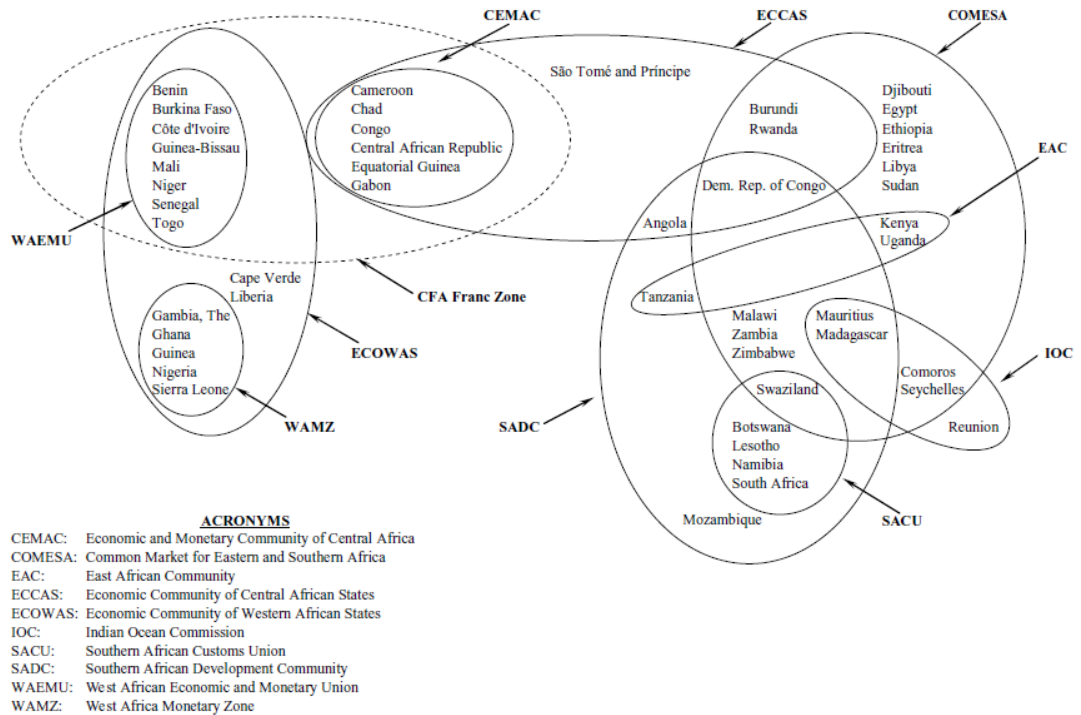 CEMAC
ECCAS
COMESA
São Tomé and Príncipe
Benin
Burkina Faso
Côte d'Ivoire
Guinea-Bissau
Mali
Niger
Senegal
Togo
Cameroon
Chad
Congo
Central African Republic
Equatorial Guinea
Gabon
Burundi
Rwanda
Djibouti
Egypt
Ethiopia
Eritrea
Libya
Sudan
EAC
Dem. Rep. of Congo
Angola
Kenya
Uganda
WAEMU
Cape Verde
Liberia
CFA Franc Zone
Tanzania
Gambia, The
Ghana
Guinea
Nigeria
Sierra Leone
ECOWAS
Malawi
Zambia
Zimbabwe
Mauritius
Madagascar
IOC
Comoros
Seychelles
Swaziland
WAMZ
SADC
Botswana
Lesotho
Namibia
South Africa
Reunion
Mozambique
SACU
ACRONYMS
CEMAC: Economic and Monetary Community of Central Africa
COMESA: Common Market for Eastern and Southern Africa
EAC: East African Community
ECCAS: Economic Community of Central African States
ECOWAS: Economic Community of Western African States
IOC: Indian Ocean Commission
SACU: Southern African Customs Union
SADC: Southern African Development Community
WAEMU: West African Economic and Monetary Union
WAMZ: West Africa Monetary Zone